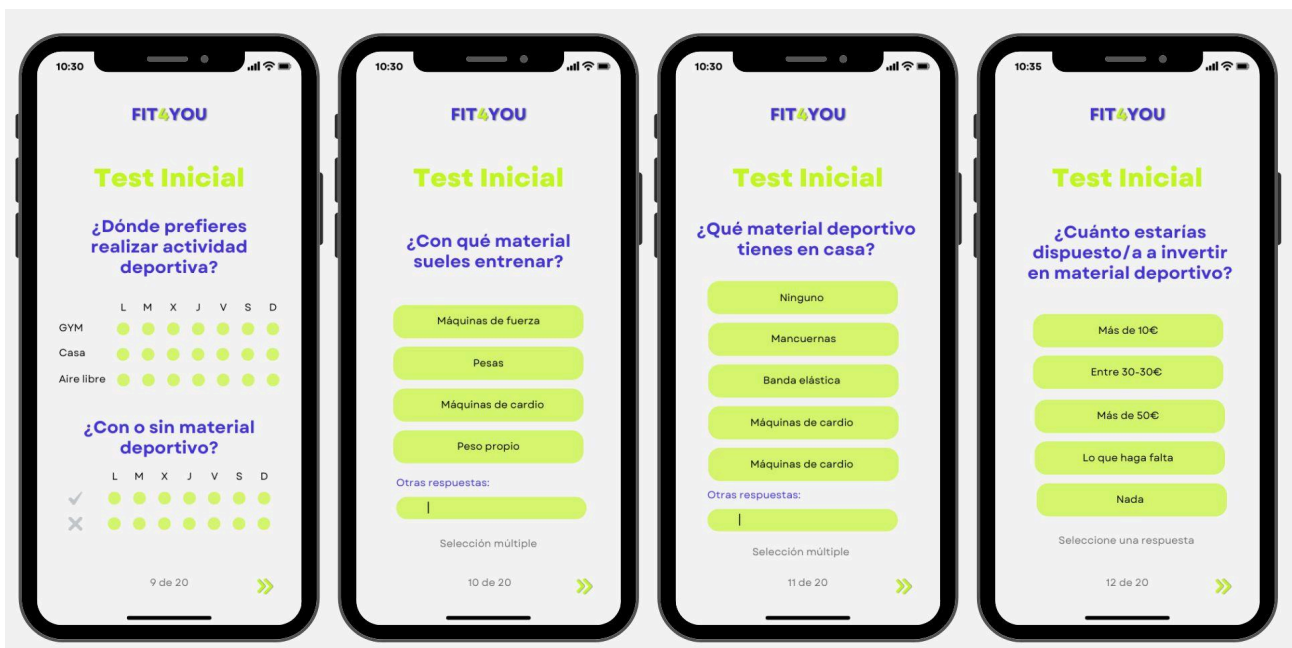 10:30
FIT4YOU
Test Inicial
¿Dónde prefieres
realizar actividad
deportiva?
L M X J V S D
GYM
Casa
Aire libre
¿Con o sin material
deportivo?
L M X J V S D
9 de 20
10:30
FIT4YOU
Test Inicial
¿Con qué material
sueles entrenar?
Máquinas de fuerza
Pesas
Máquinas de cardio
Peso propio
Otras respuestas:
Selección múltiple
10 de 20
10:30
FIT4YOU
Test Inicial
¿Qué material deportivo
tienes en casa?
Ninguno
Mancuernas
Banda elástica
Máquinas de cardio
Máquinas de cardio
Otras respuestas:
Selección múltiple
11 de 20
10:35
FIT4YOU
Test Inicial
¿Cuánto estarías
dispuesto/a a invertir
en material deportivo?
Más de 10€
Entre 30-30€
Más de 50€
Lo que haga falta
Nada
Seleccione una respuesta
12 de 20